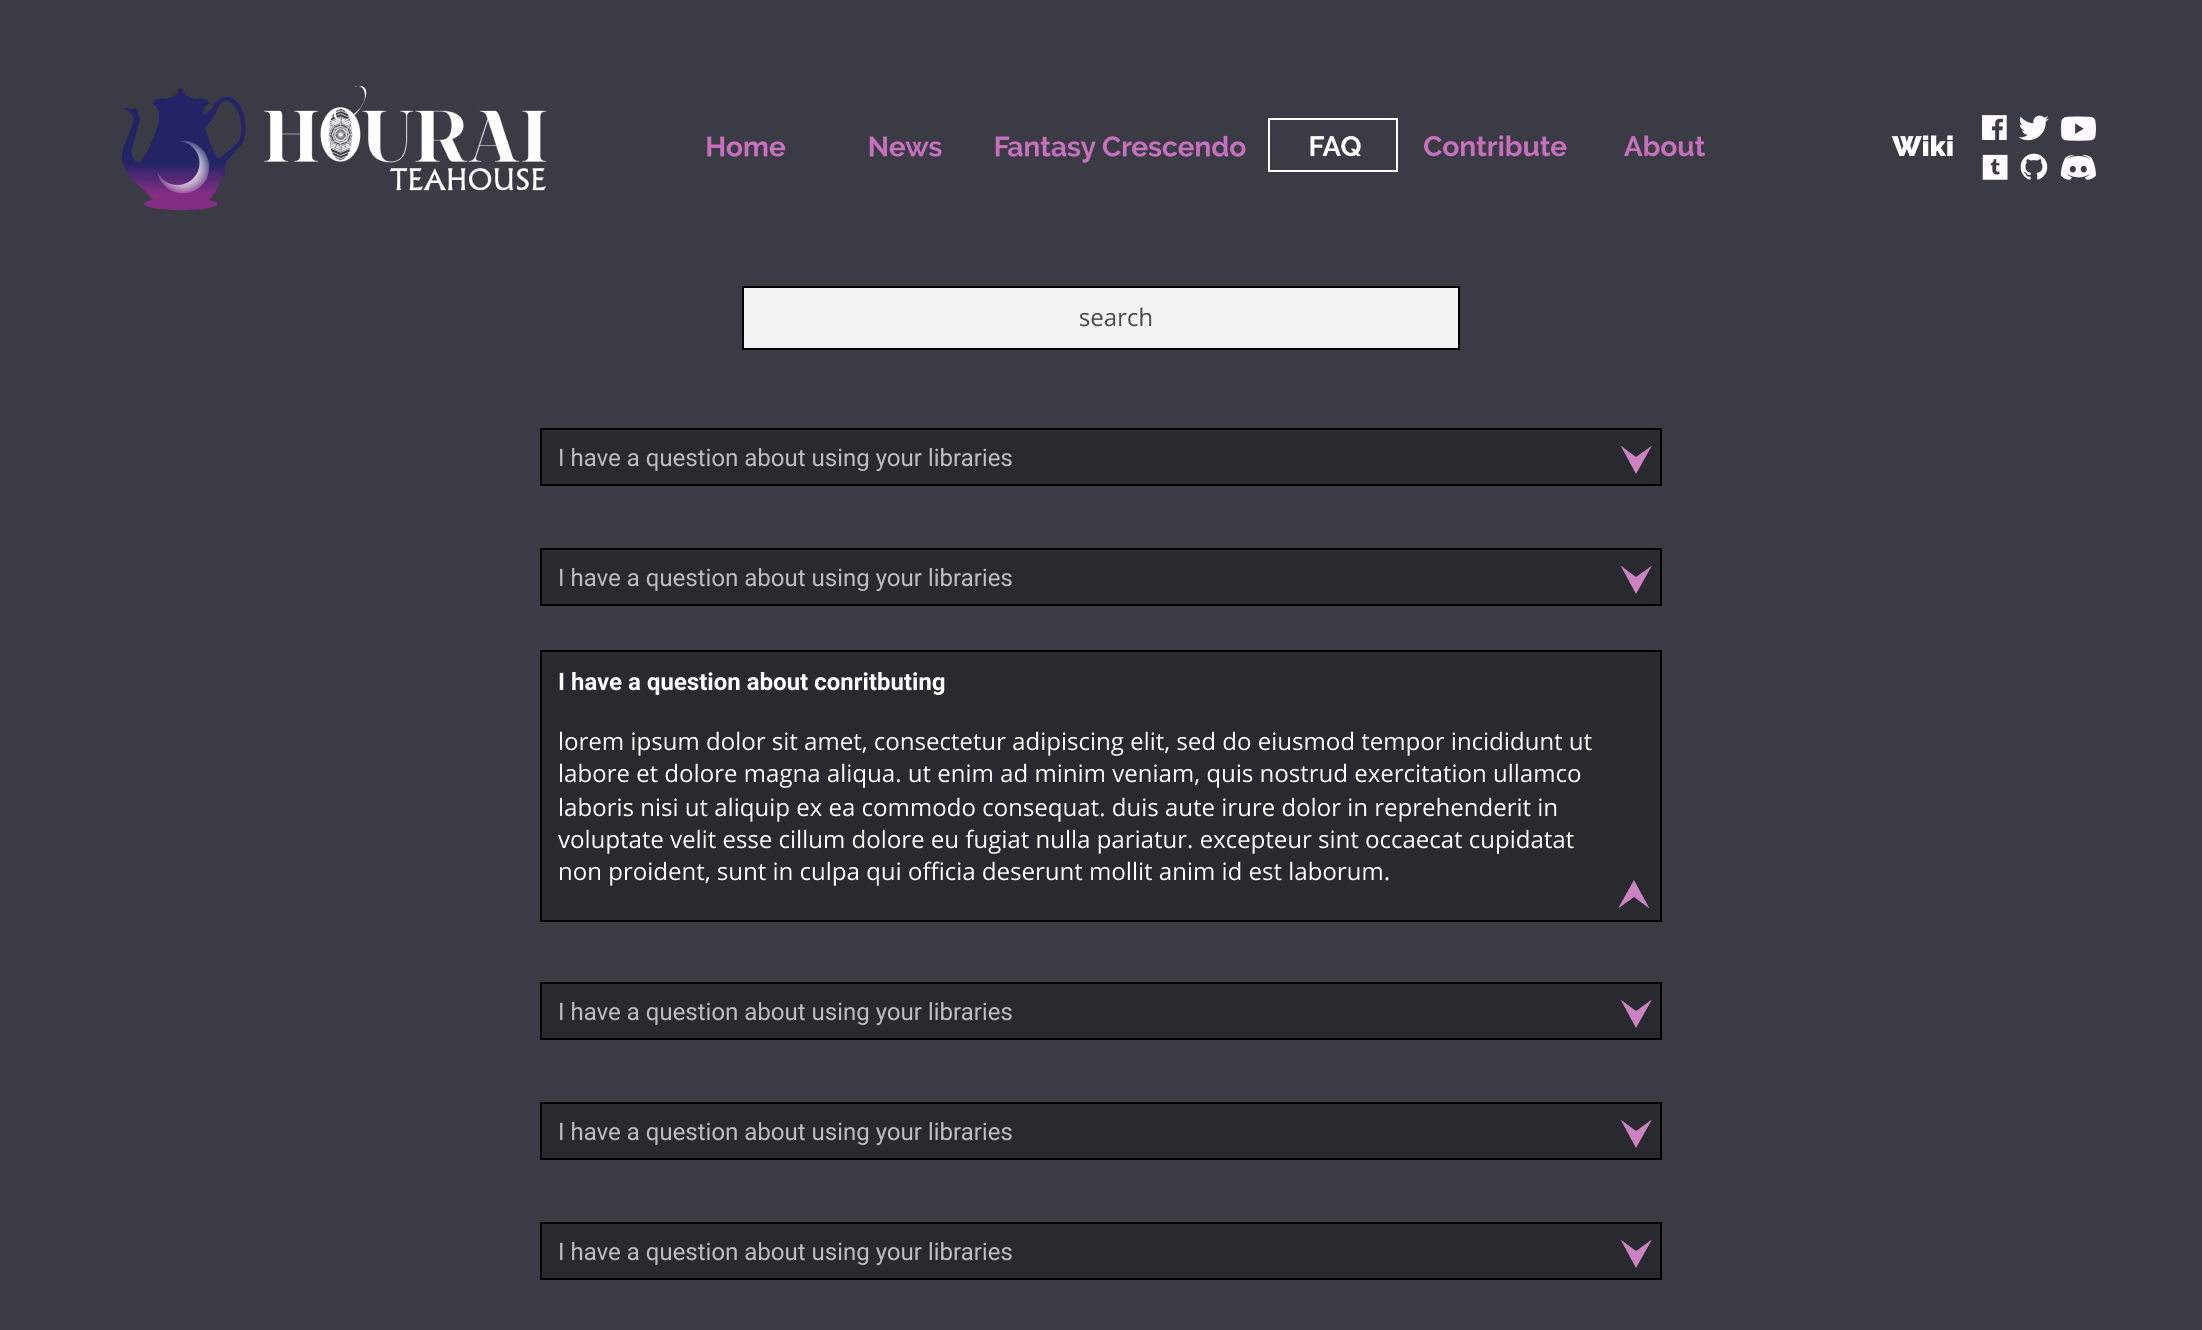 HOURAI
TEAHOUSE
Home
News
Fantasy Crescendo
FAQ
Contribute
About
Wiki
search
I have a question about using your libraries
I have a question about using your libraries
I have a question about conritbuting
lorem ipsum dolor sit amet, consectetur adipiscing elit, sed do eiusmod tempor incididunt ut
labore et dolore magna aliqua. ut enim ad minim veniam, quis nostrud exercitation ullamco
laboris nisi ut aliquip ex ea commodo consequat. duis aute irure dolor in reprehenderit in
voluptate velit esse cillum dolore eu fugiat nulla pariatur. excepteur sint occaecat cupidatat
non proident, sunt in culpa qui officia deserunt mollit anim id est laborum.
I have a question about using your libraries
I have a question about using your libraries
I have a question about using your libraries